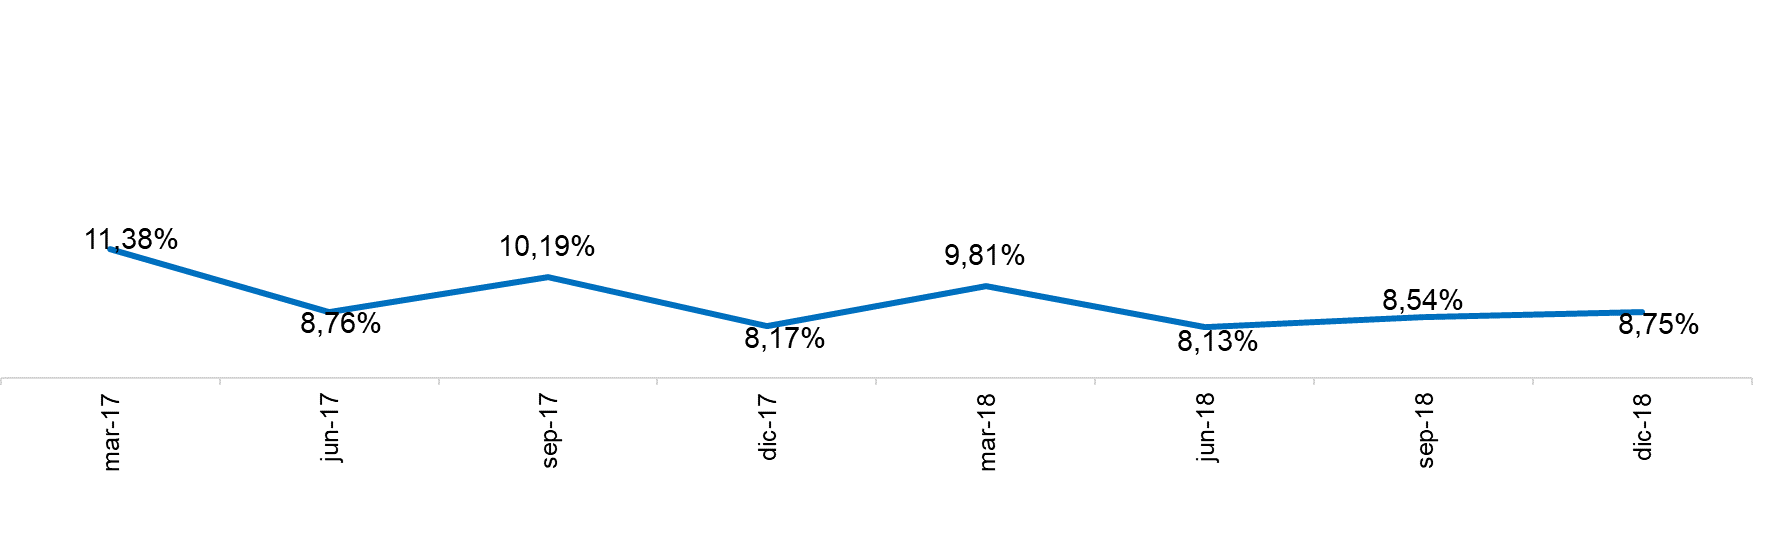 11,38%
8,76%
10,19%
8,17%
9,81%
8,13%
8,54%
8,75%
mar-17
jun-17
sep-17
dic-17
mar-18
jun-18
sep-18
dic-18